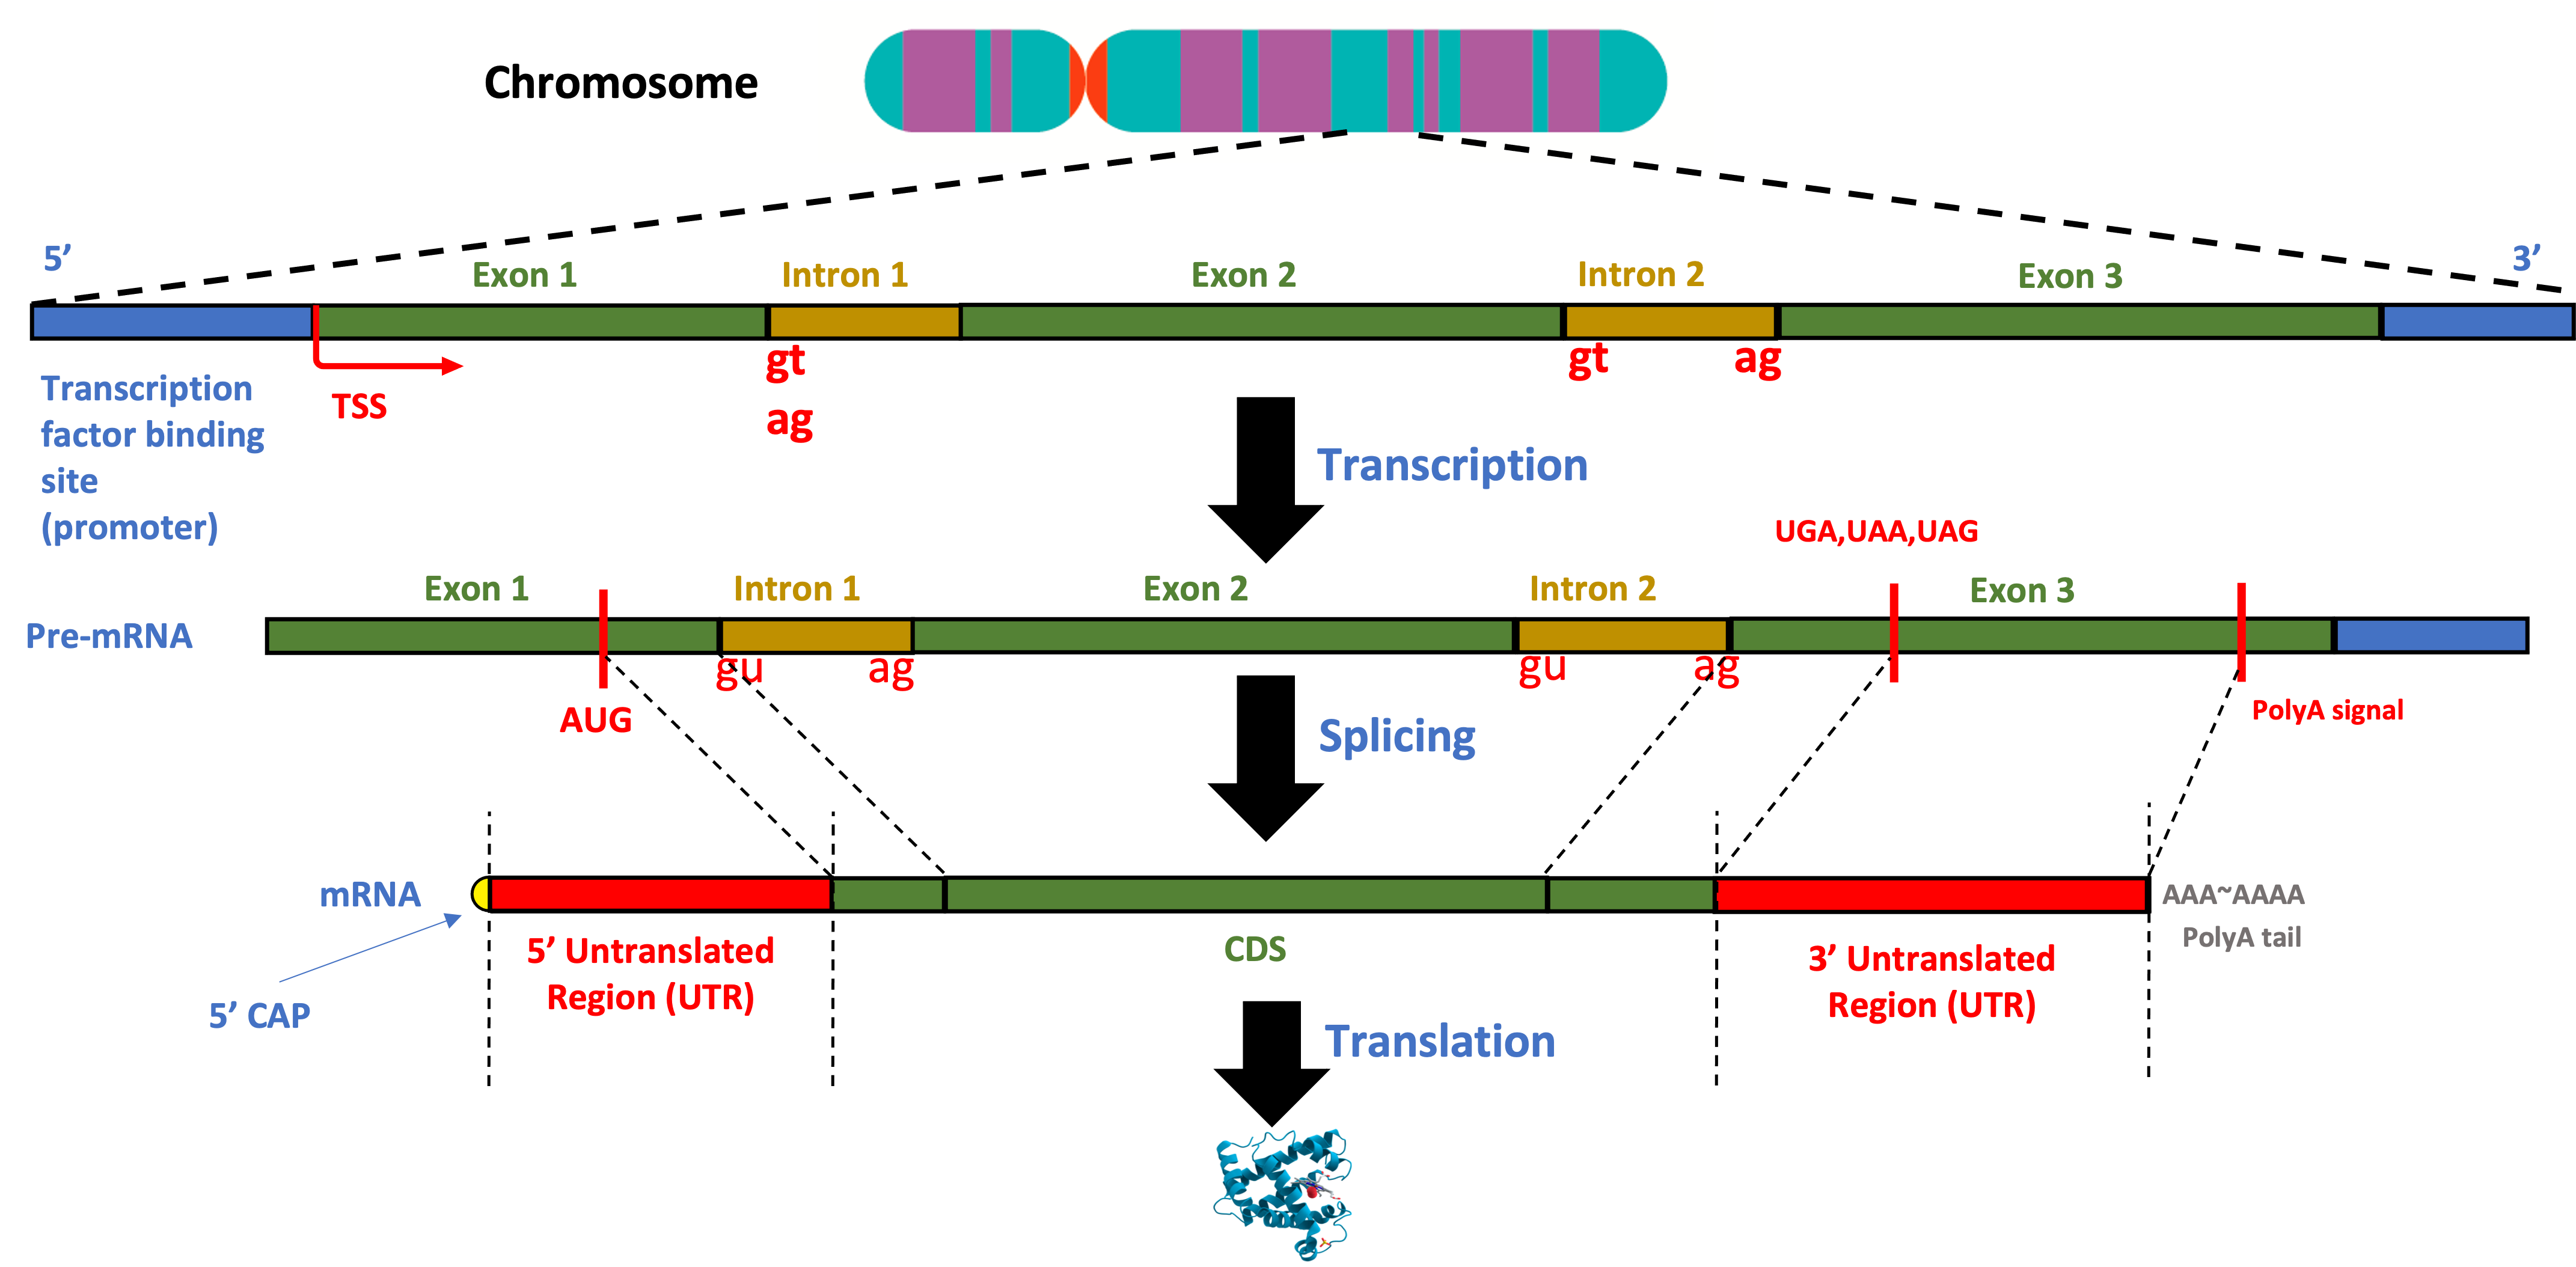 Chromosome
5’
3’
Exon 1
Intron 1
Exon 2
Intron 2
Exon 3
gt
ag
gt
ag
TSS
Transcription
factor binding
site
(promoter)
Transcription
UGA,UAA,UAG
Exon 1
Intron 1
Exon 2
Intron 2
Exon 3
Pre-mRNA
gu
ag
gu
ag
AUG
PolyA signal
Splicing
mRNA
AAA~AAAA
PolyA tail
5’ Untranslated
Region (UTR)
CDS
3’ Untranslated
Region (UTR)
5’ CAP
Translation